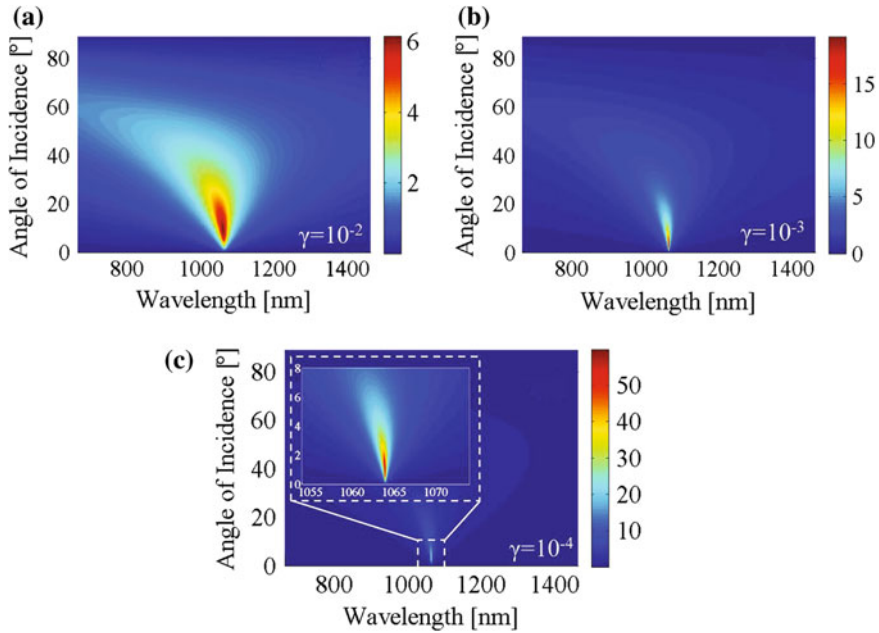 (a)
Angle of Incidence [º]
80
60
40
20
0
800 1000 1200 1400
Wavelength [nm]
γ=10-2
6
4
2
(b)
Angle of Incidence [º]
80
60
40
20
0
800 1000 1200 1400
Wavelength [nm]
γ=10-3
15
10
5
0
(c)
Angle of Incidence [º]
80
60
40
20
0
800 1000 1200 1400
Wavelength [nm]
γ=10-4
8
6
4
2
0
1055 1060 1065 1070
50
40
30
20
10